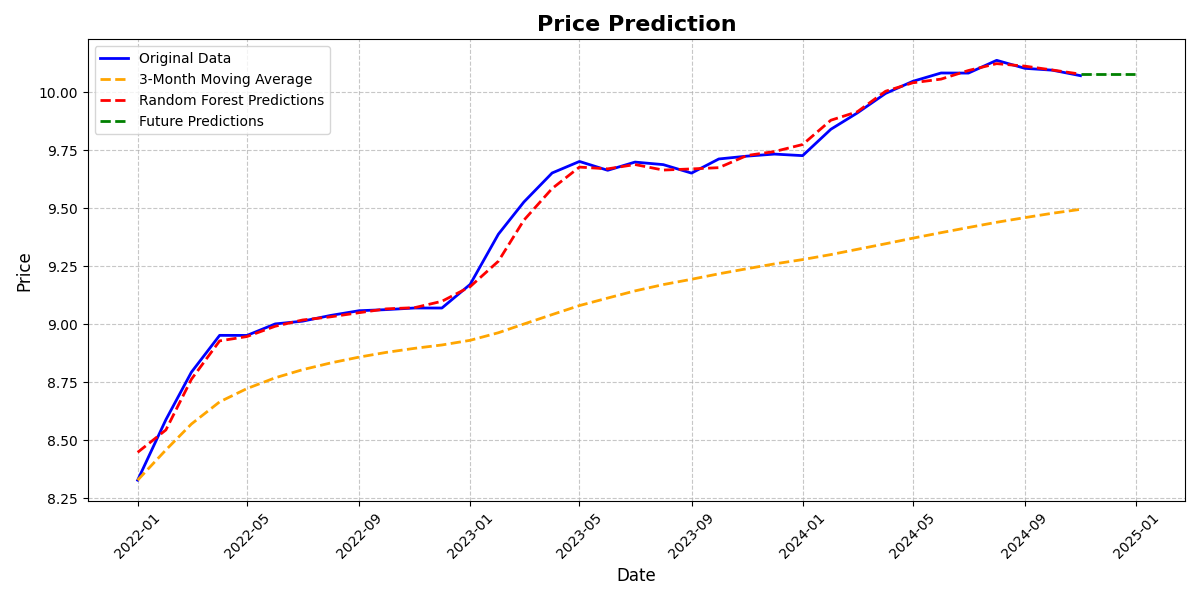 Price Prediction
Original Data
3-Month Moving Average
Random Forest Predictions
Future Predictions
Price
10.00
9.75
9.50
9.25
9.00
8.75
8.50
8.25
2022-01
2022-05
2022-09
2023-01
2023-05
2023-09
2024-01
2024-05
2024-09
2025-01
Date